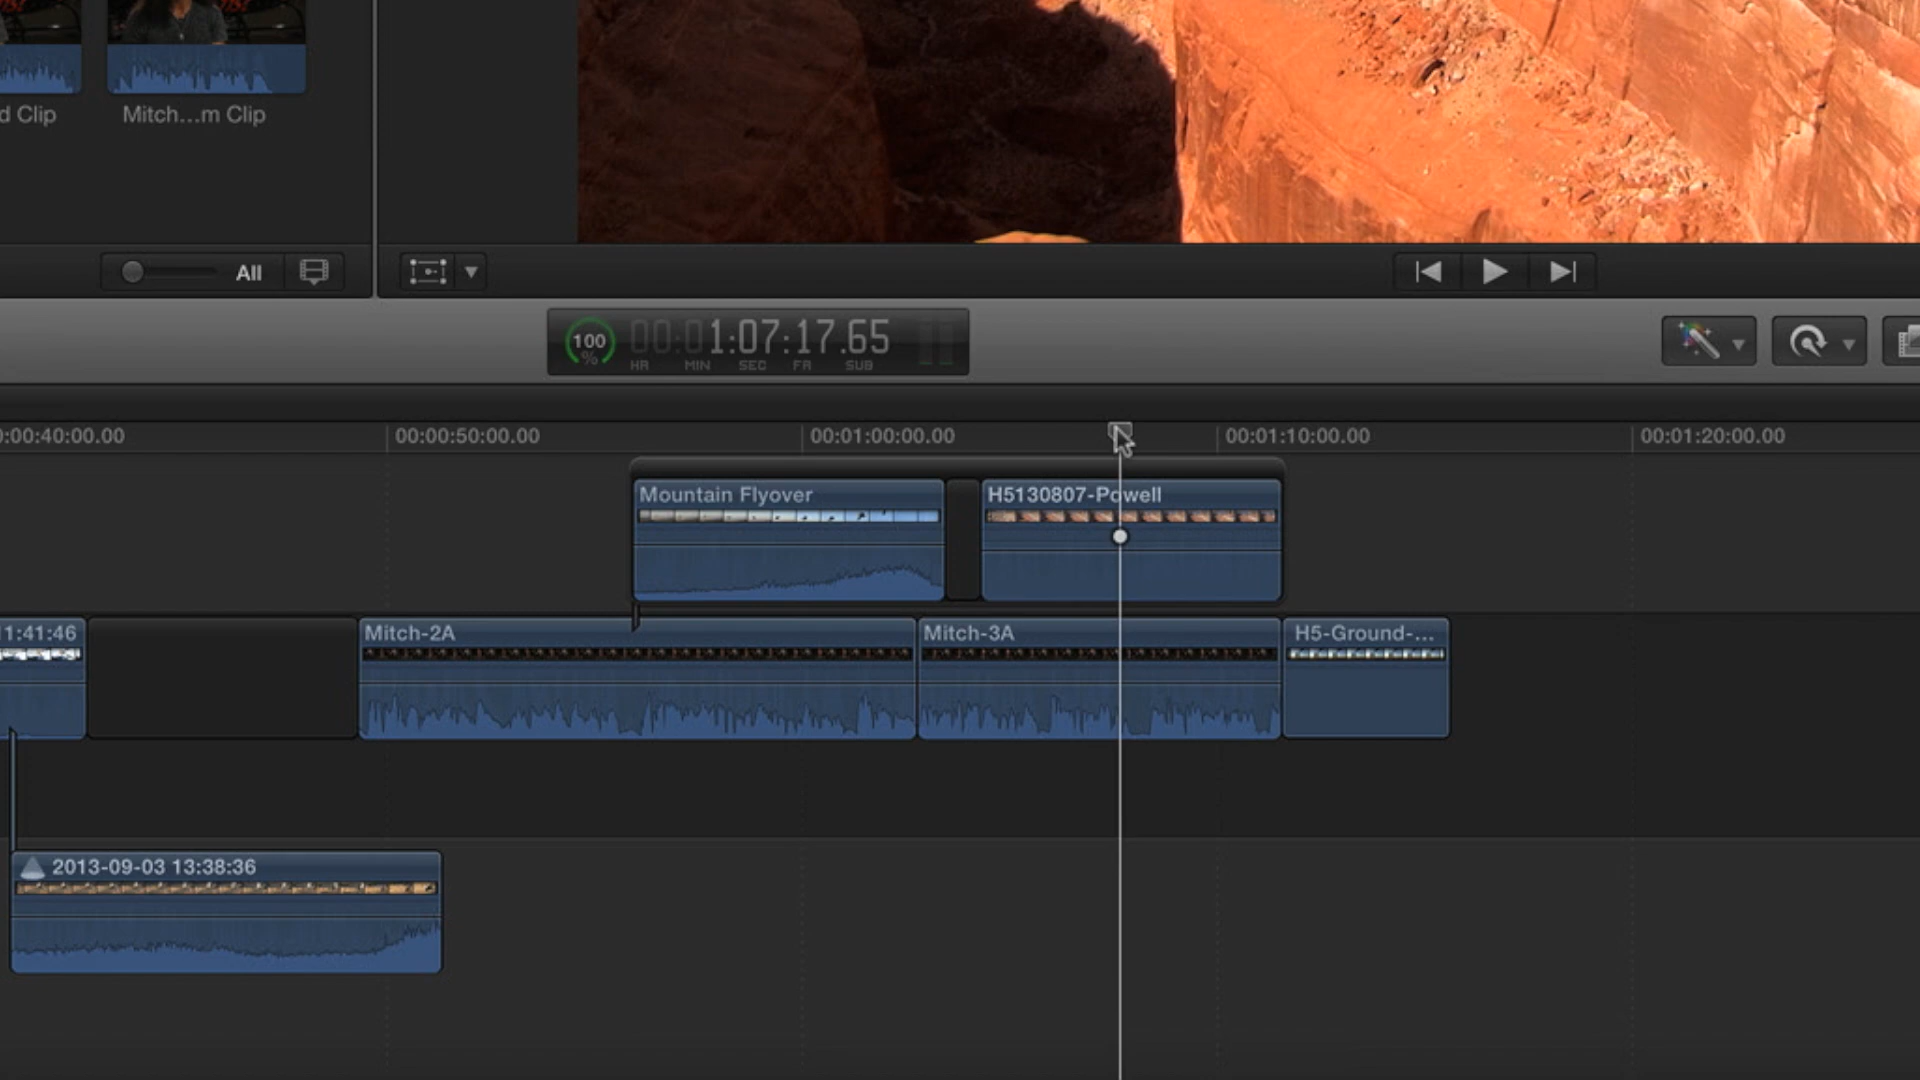 d Clip
Mitch...m Clip
All
100
%
00:01:07:17.65
HR MIN SEC FR SUB
0:00:40:00.00
00:00:50:00.00
00:01:00:00.00
00:01:10:00.00
00:01:20:00.00
Mountain Flyover
H5130807-Powell
11:41:46
Mitch-2A
Mitch-3A
H5-Ground-...
2013-09-03 13:38:36